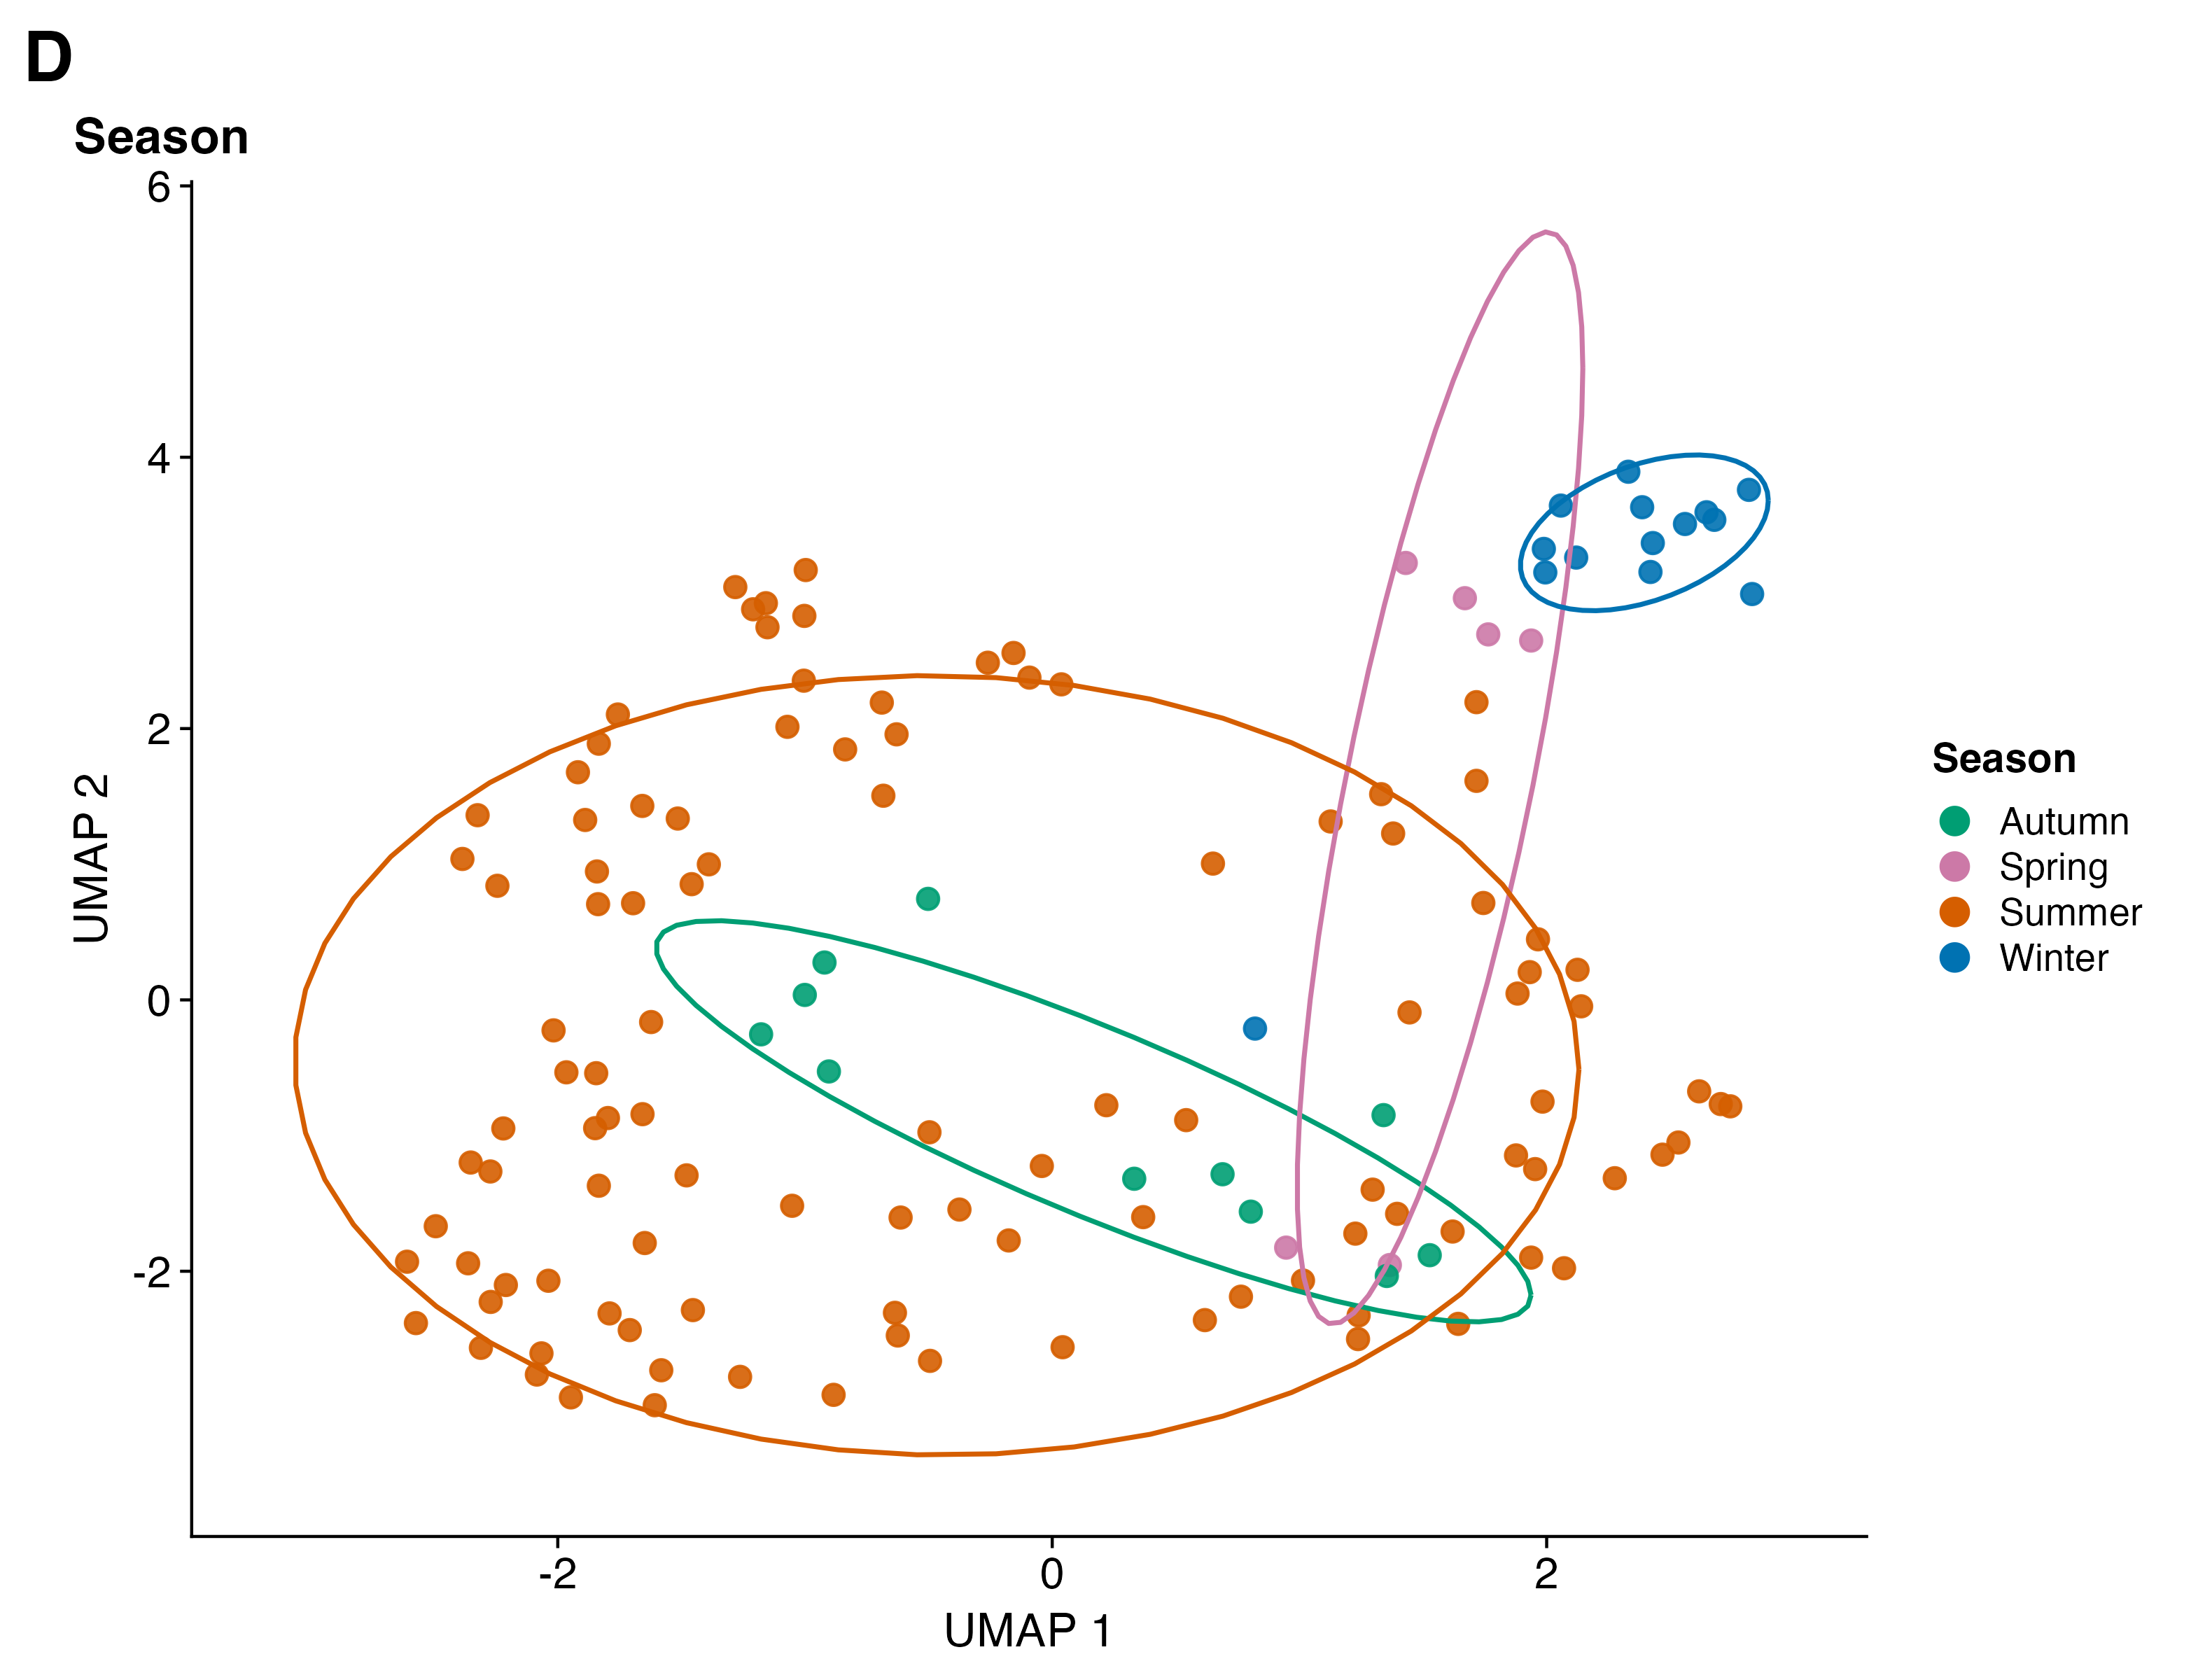 D
Season
6
4
2
0
-2
UMAP 2
-2 0 2
UMAP 1
Season
Autumn
Spring
Summer
Winter